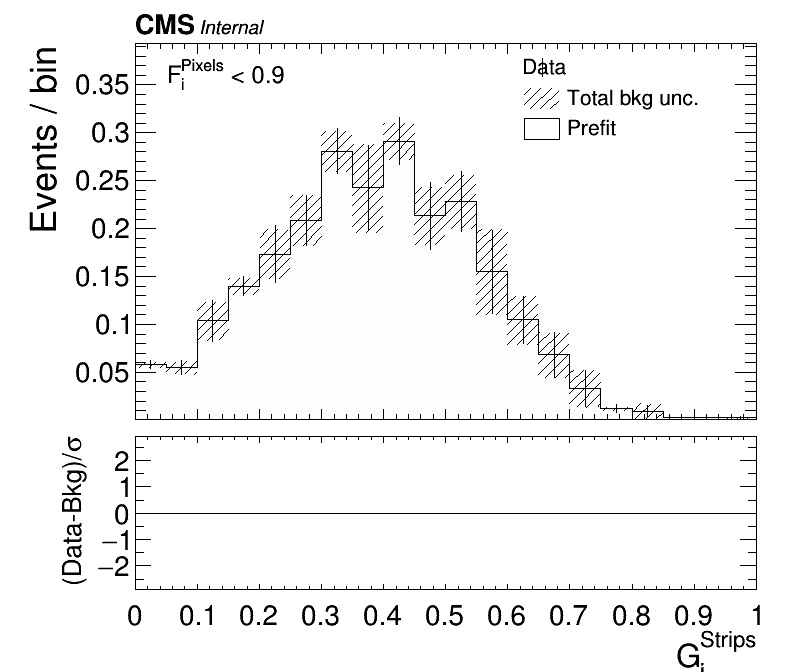 CMS Internal
F_i^Pixels < 0.9
Data
Total bkg unc.
Prefit
Events / bin
0.35
0.3
0.25
0.2
0.15
0.1
0.05
(Data-Bkg)/σ
2
1
0
−1
−2
0 0.1 0.2 0.3 0.4 0.5 0.6 0.7 0.8 0.9 1
G_i^Strips